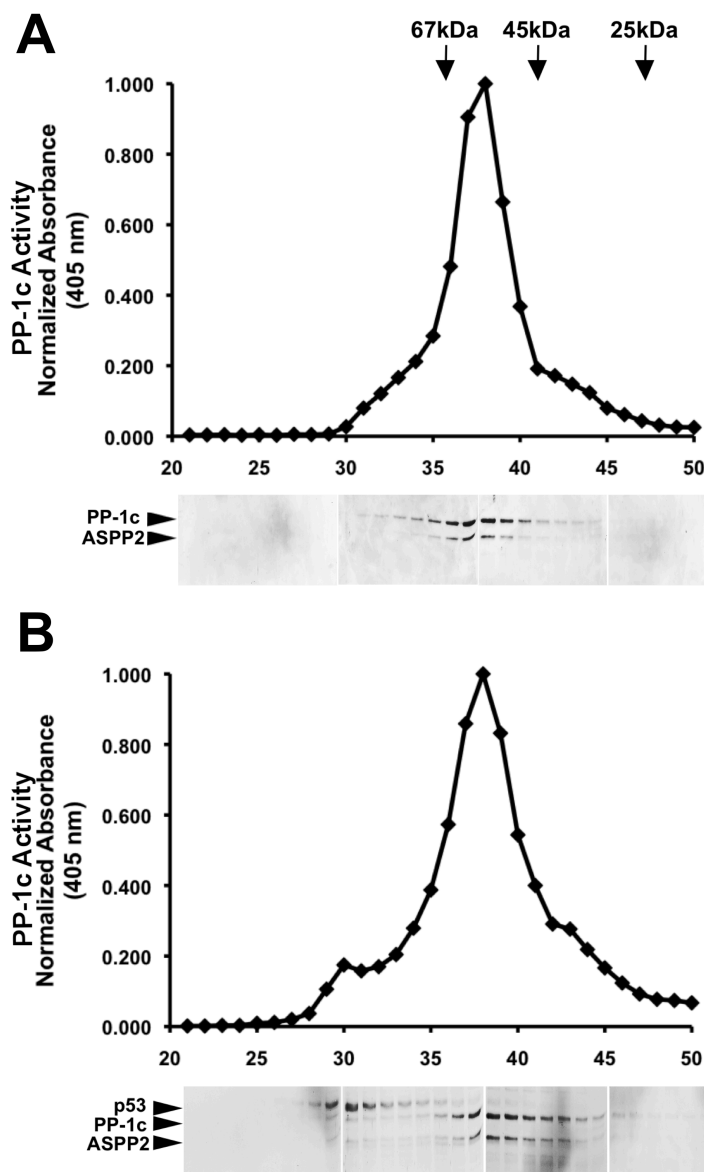 A
67kDa 45kDa 25kDa
PP-1c Activity
Normalized Absorbance
(405 nm)
1.000
0.800
0.600
0.400
0.200
0.000
20 25 30 35 40 45 50
PP-1c
ASPP2
B
PP-1c Activity
Normalized Absorbance
(405 nm)
1.000
0.800
0.600
0.400
0.200
0.000
20 25 30 35 40 45 50
p53
PP-1c
ASPP2